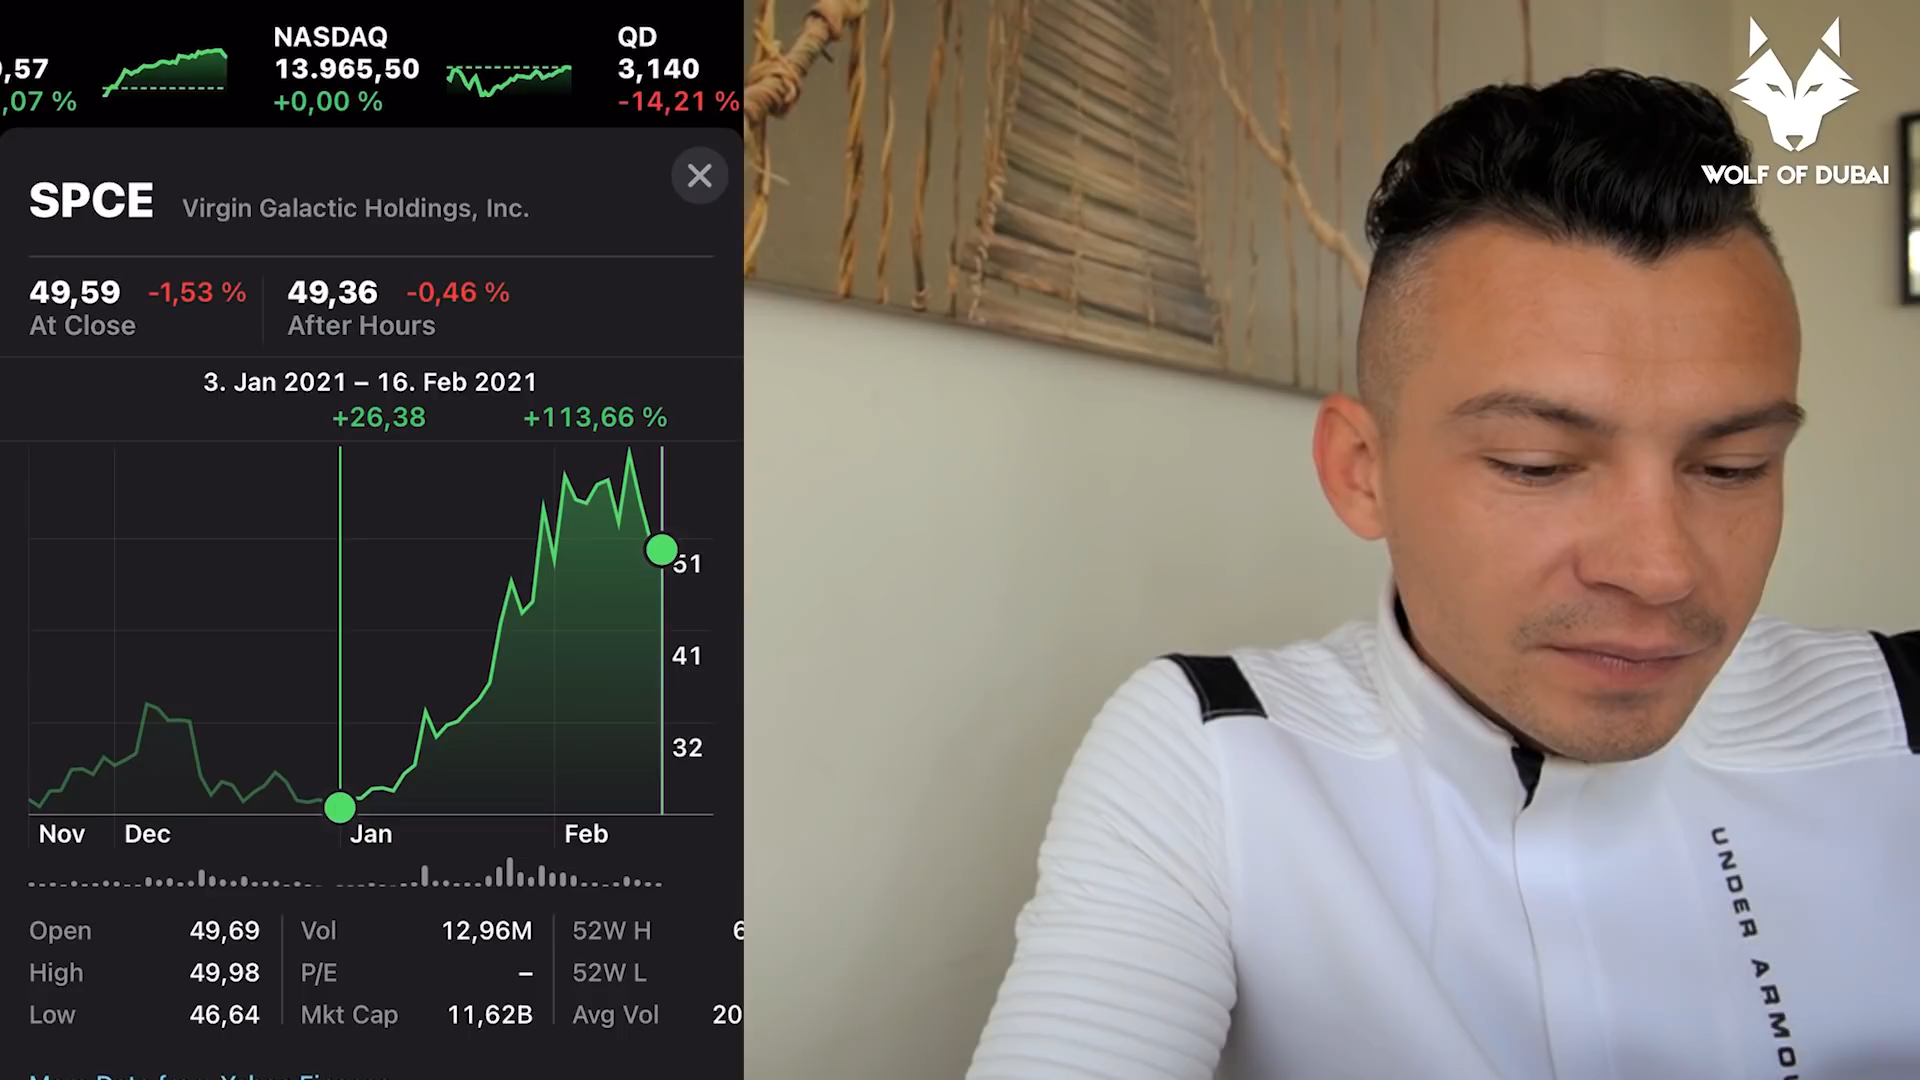 ,57
,07 %
NASDAQ
13.965,50
+0,00 %
QD
3,140
-14,21 %
SPCE Virgin Galactic Holdings, Inc.
49,59 -1,53 %
At Close
49,36 -0,46 %
After Hours
3. Jan 2021 – 16. Feb 2021
+26,38 +113,66 %
51
41
32
Nov Dec Jan Feb
Open 49,69
High 49,98
Low 46,64
Vol 12,96M
P/E –
Mkt Cap 11,62B
52W H 6
52W L
Avg Vol 20
WOLF OF DUBAI
UNDER ARMOU